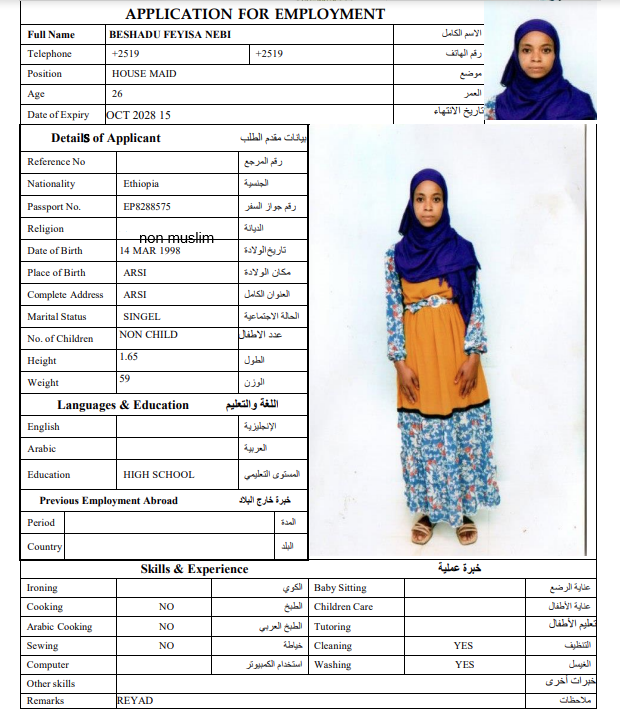 APPLICATION FOR EMPLOYMENT
Full Name BESHADU FEYISA NEBI الاسم الكامل
Telephone +2519 +2519 رقم الهاتف
Position HOUSE MAID موضع
Age 26 العمر
Date of Expiry OCT 2028 15 تاريخ الانتهاء
Details of Applicant بيانات مقدم الطلب
Reference No رقم المرجع
Nationality Ethiopia الجنسية
Passport No. EP8288575 رقم جواز السفر
Religion non muslim الديانة
Date of Birth 14 MAR 1998 تاريخ الولادة
Place of Birth ARSI مكان الولادة
Complete Address ARSI العنوان الكامل
Marital Status SINGEL الحالة الاجتماعية
No. of Children NON CHILD عدد الاطفال
Height 1.65 الطول
Weight 59 الوزن
Languages & Education اللغة والتعليم
English الإنجليزية
Arabic العربية
Education HIGH SCHOOL المستوى التعليمي
Previous Employment Abroad خبرة خارج البلاد
Period المدة
Country البلد
Skills & Experience خبرة عملية
Ironing الكوي Baby Sitting عناية الرضع
Cooking NO الطبخ Children Care عناية الأطفال
Arabic Cooking NO الطبخ العربي Tutoring تعليم الأطفال
Sewing NO خياطة Cleaning YES التنظيف
Computer استخدام الكمبيوتر Washing YES الغيسل
Other skills خبرات أخرى
Remarks REYAD ملاحظات